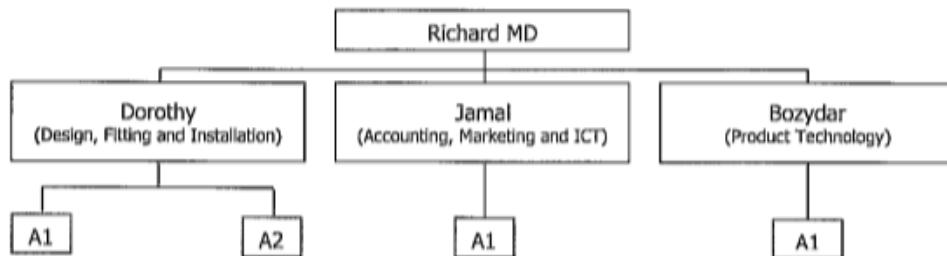 Richard MD
Dorothy
(Design, Fitting and Installation)
Jamal
(Accounting, Marketing and ICT)
Bozydar
(Product Technology)
A1
A2
A1
A1